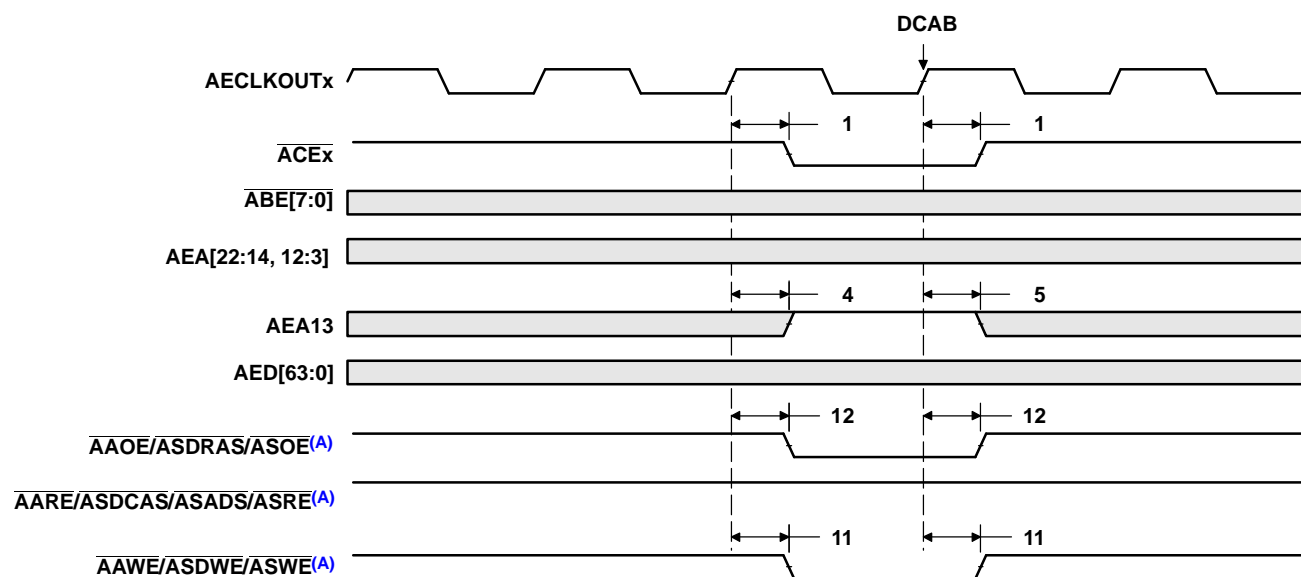 DCAB
AECLKOUTx
1 1
ACEx
ABE[7:0]
AEA[22:14, 12:3]
4 5
AEA13
AED[63:0]
12 12
AAOE/ASDRAS/ASOE(A)
AARE/ASDCAS/ASADS/ASRE(A)
11 11
AAWE/ASDWE/ASWE(A)